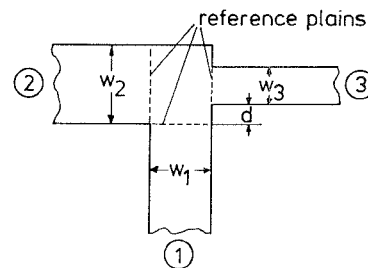 reference plains
② w₂ w₃ ③
d
w₁
①